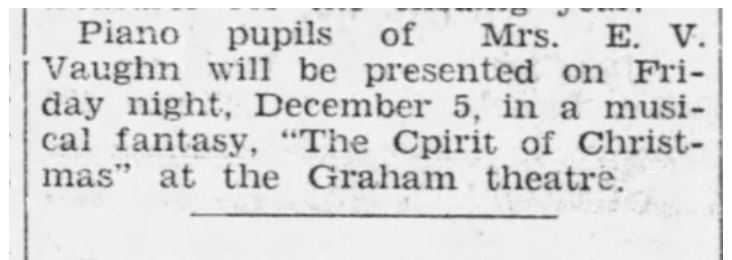 Piano pupils of Mrs. E. V.
Vaughn will be presented on Fri-
day night, December 5, in a musi-
cal fantasy, “The Cpirit of Christ-
mas” at the Graham theatre.